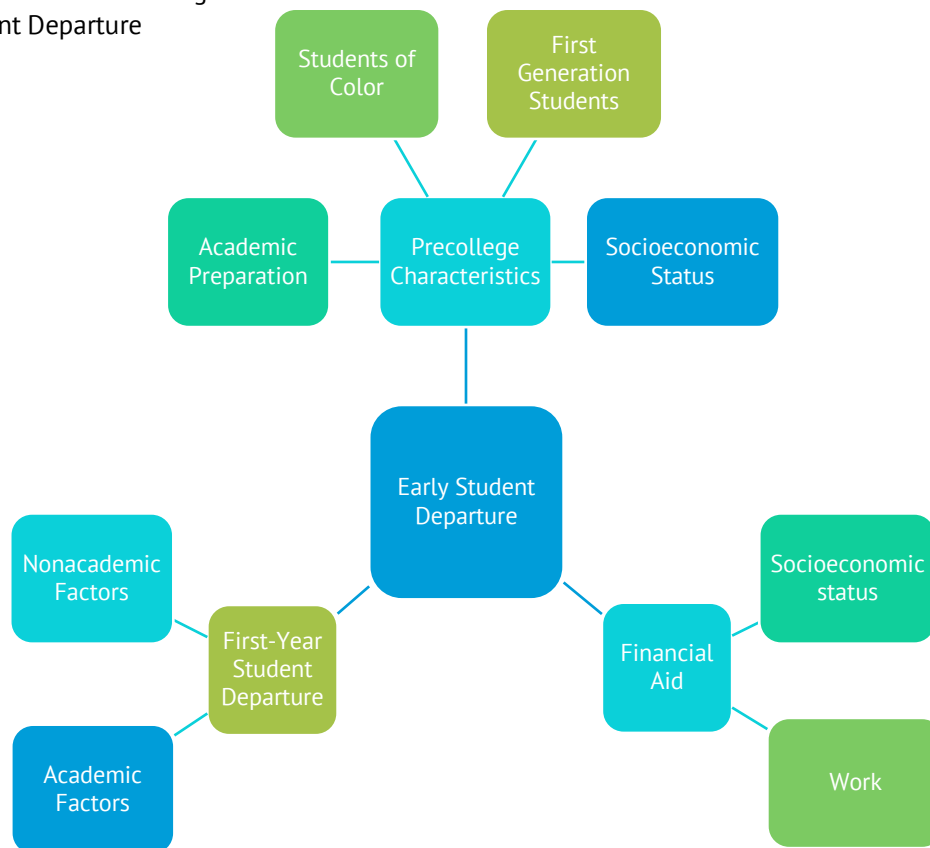 nt Departure
Students of
Color
First
Generation
Students
Academic
Preparation
Precollege
Characteristics
Socioeconomic
Status
Early Student
Departure
Nonacademic
Factors
First-Year
Student
Departure
Academic
Factors
Financial
Aid
Socioeconomic
status
Work